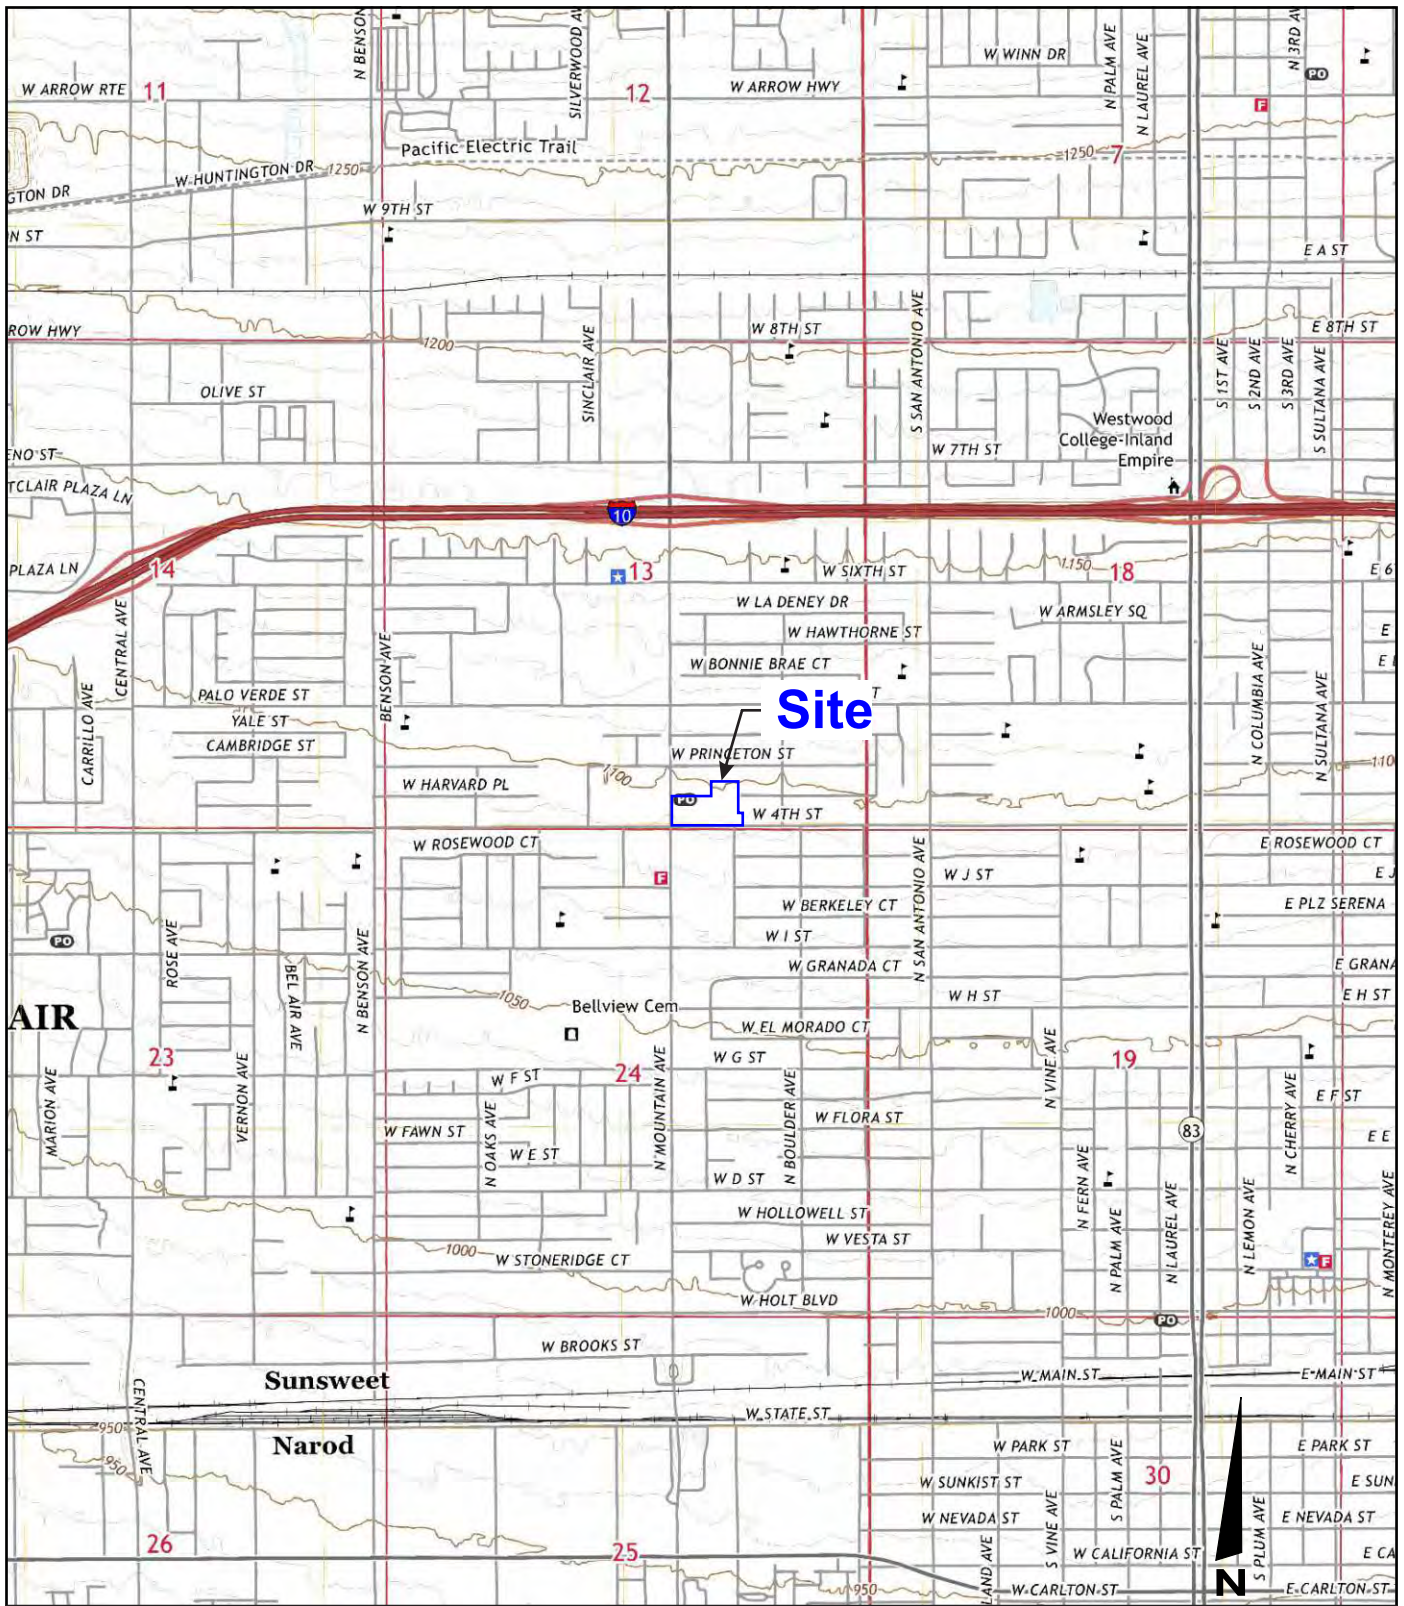 N BENSON
SILVERWOOD AV
W WINN DR
N PALM AVE
N LAUREL AVE
N 3RD AV
PO
W ARROW RTE
11
12
W ARROW HWY
F
Pacific Electric Trail
1250
7
W HUNTINGTON DR
1250
GTON DR
W 9TH ST
N ST
E A ST
ROW HWY
1200
SINCLAIR AVE
W 8TH ST
S SAN ANTONIO AVE
E 8TH ST
S 1ST AVE
S 2ND AVE
S 3RD AVE
S SULTANA AVE
OLIVE ST
Westwood
College-Inland
Empire
W 7TH ST
ENO ST
TCLAIR PLAZA LN
10
PLAZA LN
14
13
W SIXTH ST
1150
18
E 6
CENTRAL AVE
W LA DENEY DR
W ARMSLEY SQ
BENSON AVE
W HAWTHORNE ST
E
W BONNIE BRAE CT
E
CARRILLO AVE
PALO VERDE ST
T
Site
N COLUMBIA AVE
N SULTANA AVE
YALE ST
CAMBRIDGE ST
W PRINCETON ST
1100
110
W HARVARD PL
PO
W 4TH ST
W ROSEWOOD CT
E ROSEWOOD CT
F
N SAN ANTONIO AVE
W J ST
E J
W BERKELEY CT
E PLZ SERENA
PO
ROSE AVE
N BENSON AVE
W I ST
BEL AIR AVE
W GRANADA CT
E GRANA
1050
W H ST
E H ST
AIR
Bellview Cem
W EL MORADO CT
23
24
W G ST
19
N VINE AVE
MARION AVE
VERNON AVE
W F ST
N OAKS AVE
N MOUNTAIN AVE
N BOULDER AVE
N CHERRY AVE
E F ST
W FLORA ST
83
W FAWN ST
E E
W E ST
W D ST
N FERN AVE
N PALM AVE
N LAUREL AVE
N LEMON AVE
N MONTEREY AVE
W HOLLOWELL ST
W VESTA ST
1000
W STONERIDGE CT
F
W HOLT BLVD
1000
PO
W BROOKS ST
Sunsweet
W MAIN ST
E MAIN ST
CENTRAL AVE
W STATE ST
950
Narod
W PARK ST
E PARK ST
950
S PALM AVE
30
W SUNKIST ST
E SUN
S VINE AVE
W NEVADA ST
S PLUM AVE
E NEVADA ST
26
25
W CALIFORNIA ST
E CA
LAND AVE
950
W CARLTON ST
N
E CARLTON ST